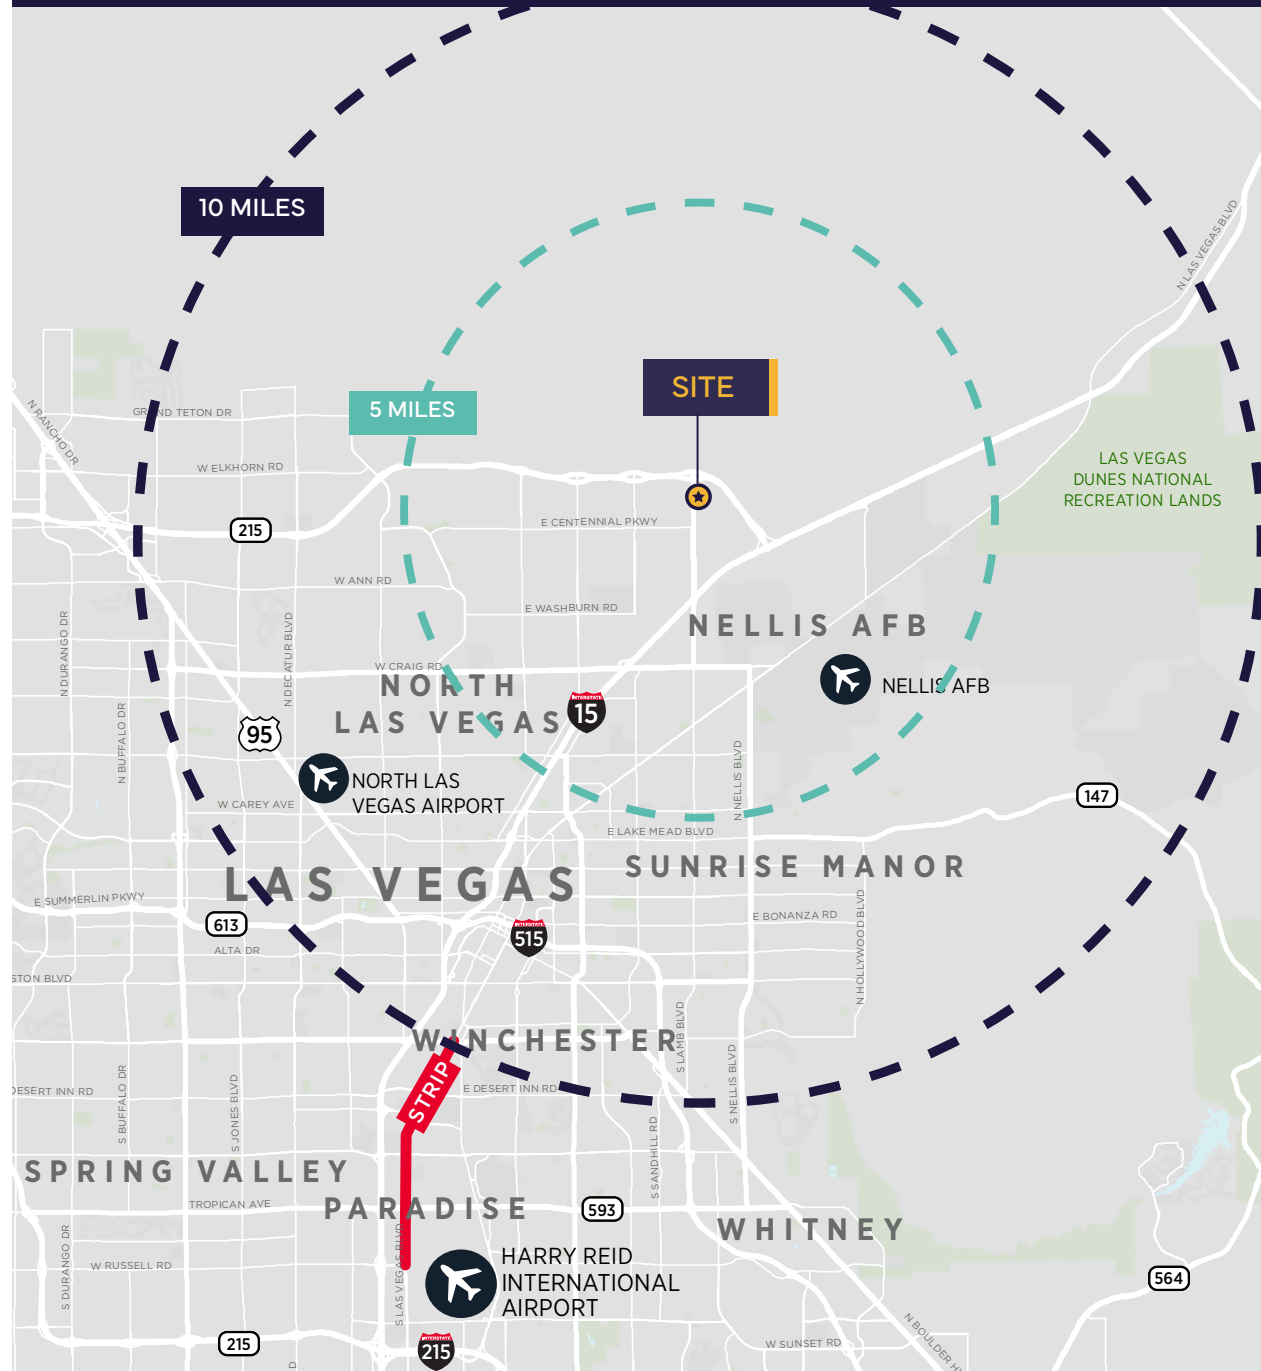 10 MILES
N LAS VEGAS BLVD
SITE
5 MILES
N RANCHO DR
GRAND TETON DR
W ELKHORN RD
LAS VEGAS
DUNES NATIONAL
RECREATION LANDS
215
E CENTENNIAL PKWY
W ANN RD
E WASHBURN RD
N DURANGO DR
N DECATUR BLVD
NELLIS AFB
W CRAIG RD
NORTH
LAS VEGAS
NELLIS AFB
INTERSTATE
15
95
N BUFFALO DR
NORTH LAS
VEGAS AIRPORT
N NELLIS BLVD
147
W CAREY AVE
E LAKE MEAD BLVD
SUNRISE MANOR
LAS VEGAS
E SUMMERLIN PKWY
613
E BONANZA RD
N HOLLYWOOD BLVD
INTERSTATE
515
ALTA DR
STON BLVD
WINCHESTER
S LAMB BLVD
STRIP
DESERT INN RD
E DESERT INN RD
S BUFFALO DR
S JONES BLVD
S NELLIS BLVD
S SANDHILL RD
SPRING VALLEY
TROPICAN AVE
PARADISE
593
WHITNEY
S DURANGO DR
W RUSSELL RD
S LAS VEGAS BLVD
HARRY REID
INTERNATIONAL
AIRPORT
564
215
INTERSTATE
215
W SUNSET RD
N BOULDER H
D